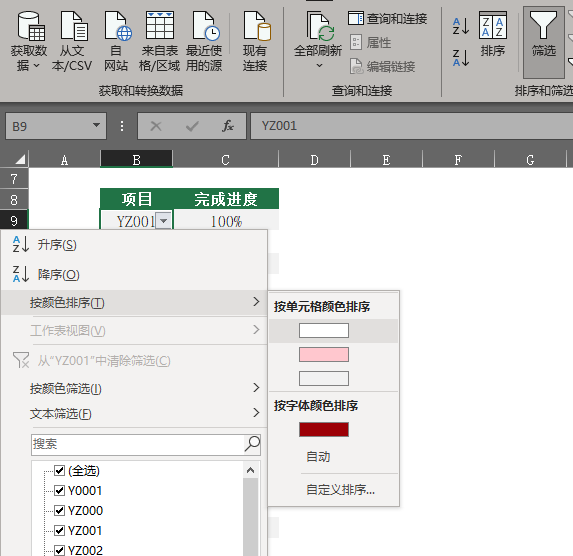 获取数据
从文本/CSV
自网站
来自表格/区域
最近使用的源
现有连接
获取和转换数据
全部刷新
查询和连接
属性
编辑链接
查询和连接
排序
筛选
排序和筛选
B9
fx
YZ001
A B C D E F G
7
8 项目 完成进度
9 YZ001 100%
升序(S)
降序(O)
按颜色排序(T)
工作表视图(V)
从“YZ001”中清除筛选(C)
按颜色筛选(I)
文本筛选(F)
搜索
(全选)
Y0001
YZ000
YZ001
YZ002
按单元格颜色排序
按字体颜色排序
自动
自定义排序...